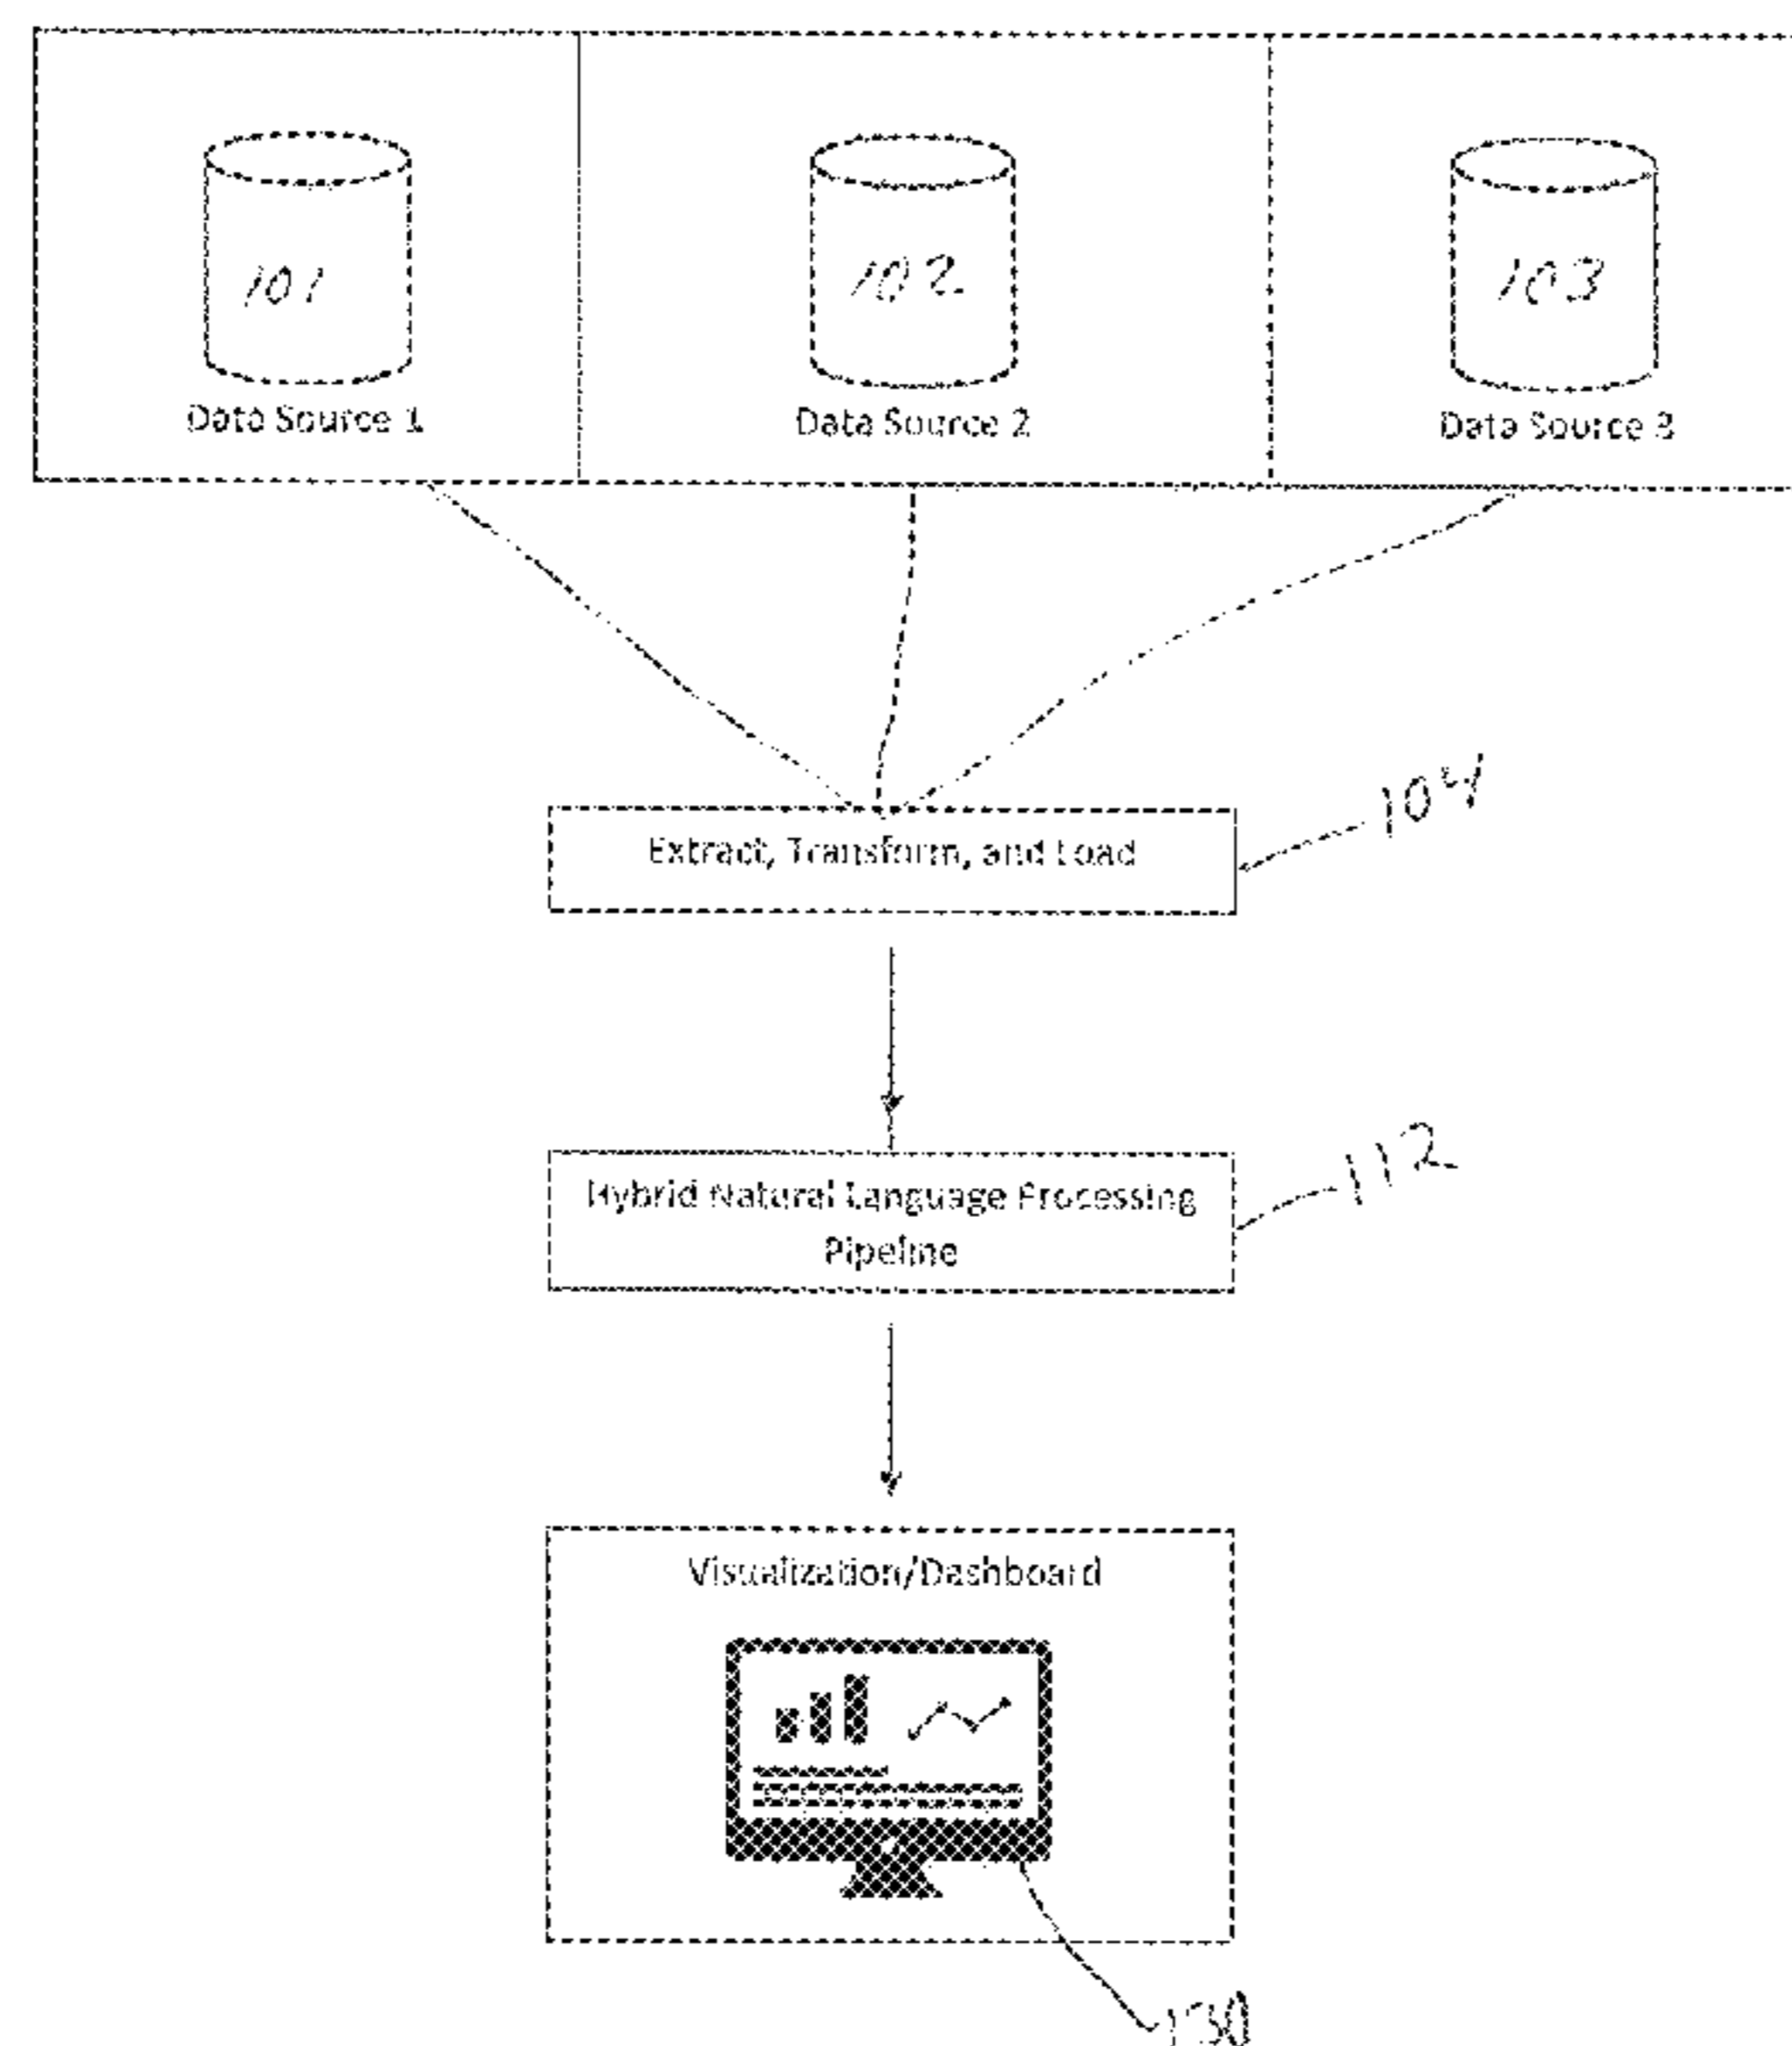 101
102
103
Data Source 1
Data Source 2
Data Source 3
Extract, Transform, and Load
104
Hybrid Natural Language Processing
Pipeline
112
Visualization/Dashboard
130